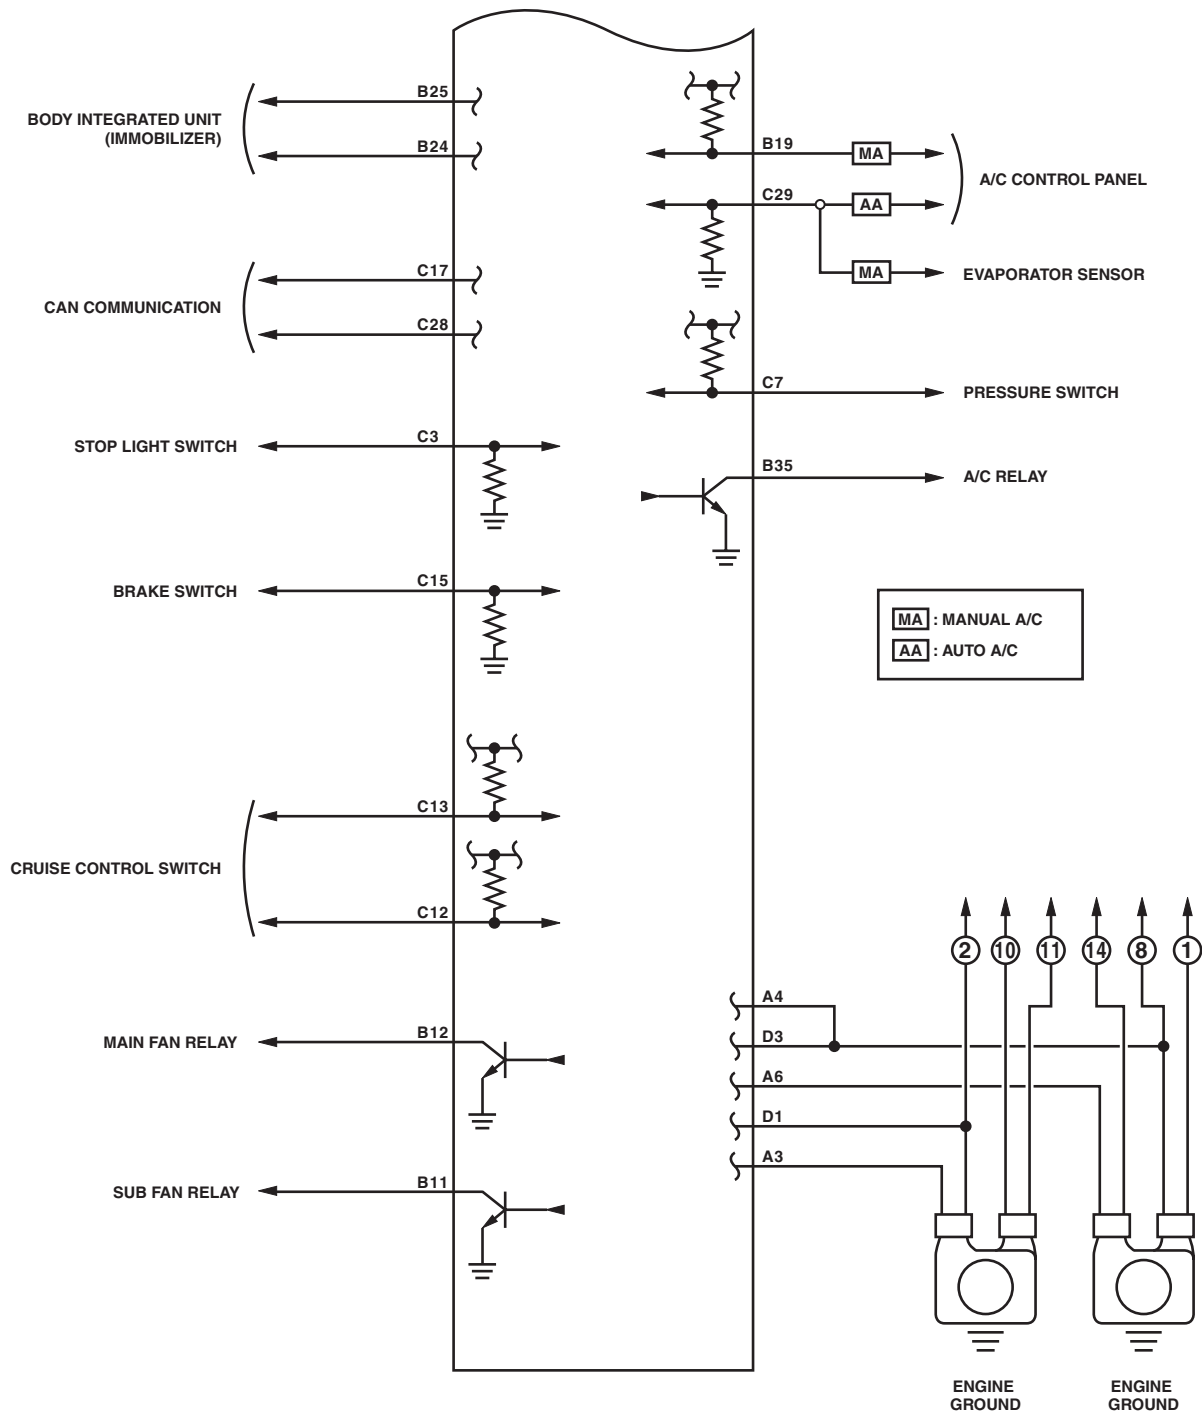 B25
BODY INTEGRATED UNIT
(IMMOBILIZER)
B24
B19
MA
A/C CONTROL PANEL
C29
AA
MA
EVAPORATOR SENSOR
C17
CAN COMMUNICATION
C28
C7
PRESSURE SWITCH
STOP LIGHT SWITCH
C3
B35
A/C RELAY
BRAKE SWITCH
C15
MA : MANUAL A/C
AA : AUTO A/C
C13
CRUISE CONTROL SWITCH
C12
2 10 11 14 8 1
A4
MAIN FAN RELAY
B12
D3
A6
D1
A3
SUB FAN RELAY
B11
ENGINE
GROUND
ENGINE
GROUND